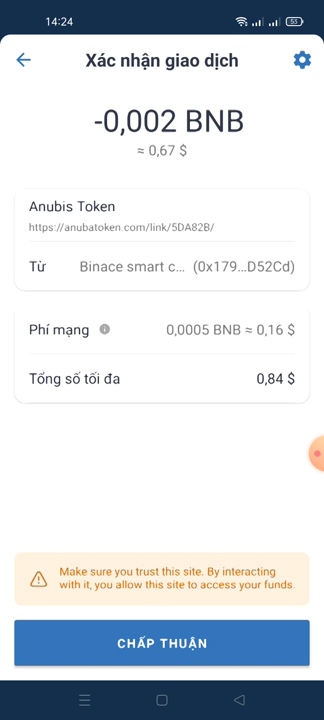 14:24
53
Xác nhận giao dịch
-0,002 BNB
≈ 0,67 $
Anubis Token
https://anubatoken.com/link/5DA82B/
Từ Binace smart c... (0x179...D52Cd)
Phí mạng 0,0005 BNB ≈ 0,16 $
Tổng số tối đa 0,84 $
Make sure you trust this site. By interacting
with it, you allow this site to access your funds.
CHẤP THUẬN